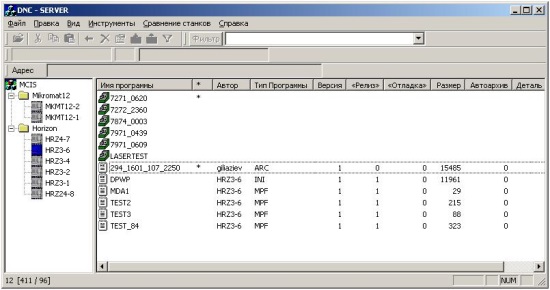 DNC - SERVER
Файл Правка Вид Инструменты Сравнение станков Справка
Фильтр
Адрес
MCIS
Mikromat12
MKMT12-2
MKMT12-1
Horizon
HRZ4-7
HRZ3-6
HRZ3-4
HRZ3-2
HRZ3-1
HRZ24-8
Имя программы * Автор Тип Программы Версия «Релиз» «Отладка» Размер Автоархив Деталь
7271_0620 *
7272_2360
7874_0003
7971_0439
7971_0609
LASERTEST
294_1601_107_2250 * giliaziev ARC 1 0 0 15485 0
DPWP HRZ3-6 INI 1 1 0 11961 0
MDA1 HRZ3-6 MPF 1 1 0 29 0
TEST2 HRZ3-6 MPF 1 1 0 215 0
TEST3 HRZ3-6 MPF 1 1 0 88 0
TEST_84 HRZ3-6 MPF 1 1 0 323 0
12 [411 / 96]
NUM